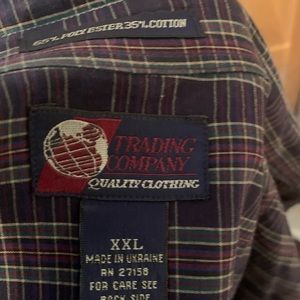 65% POLYESTER 35% COTTON
TRADING
COMPANY
QUALITY CLOTHING
XXL
MADE IN UKRAINE
RN 27158
FOR CARE SEE
BACK SIDE